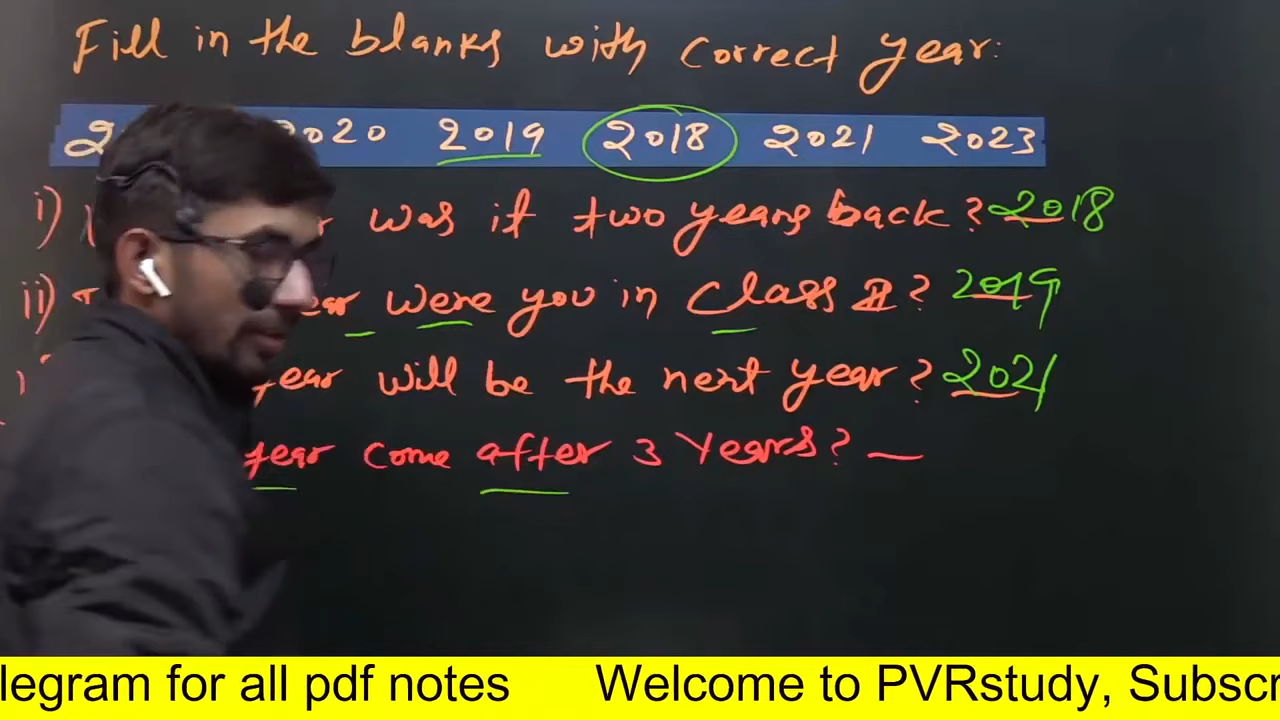 Fill in the blanks with correct year:
2020 2019 2018 2021 2023
i) was it two years back? 2018
ii) were you in Class II? 2019
year will be the next year? 2021
year come after 3 Years? —
legram for all pdf notes Welcome to PVRstudy, Subscr